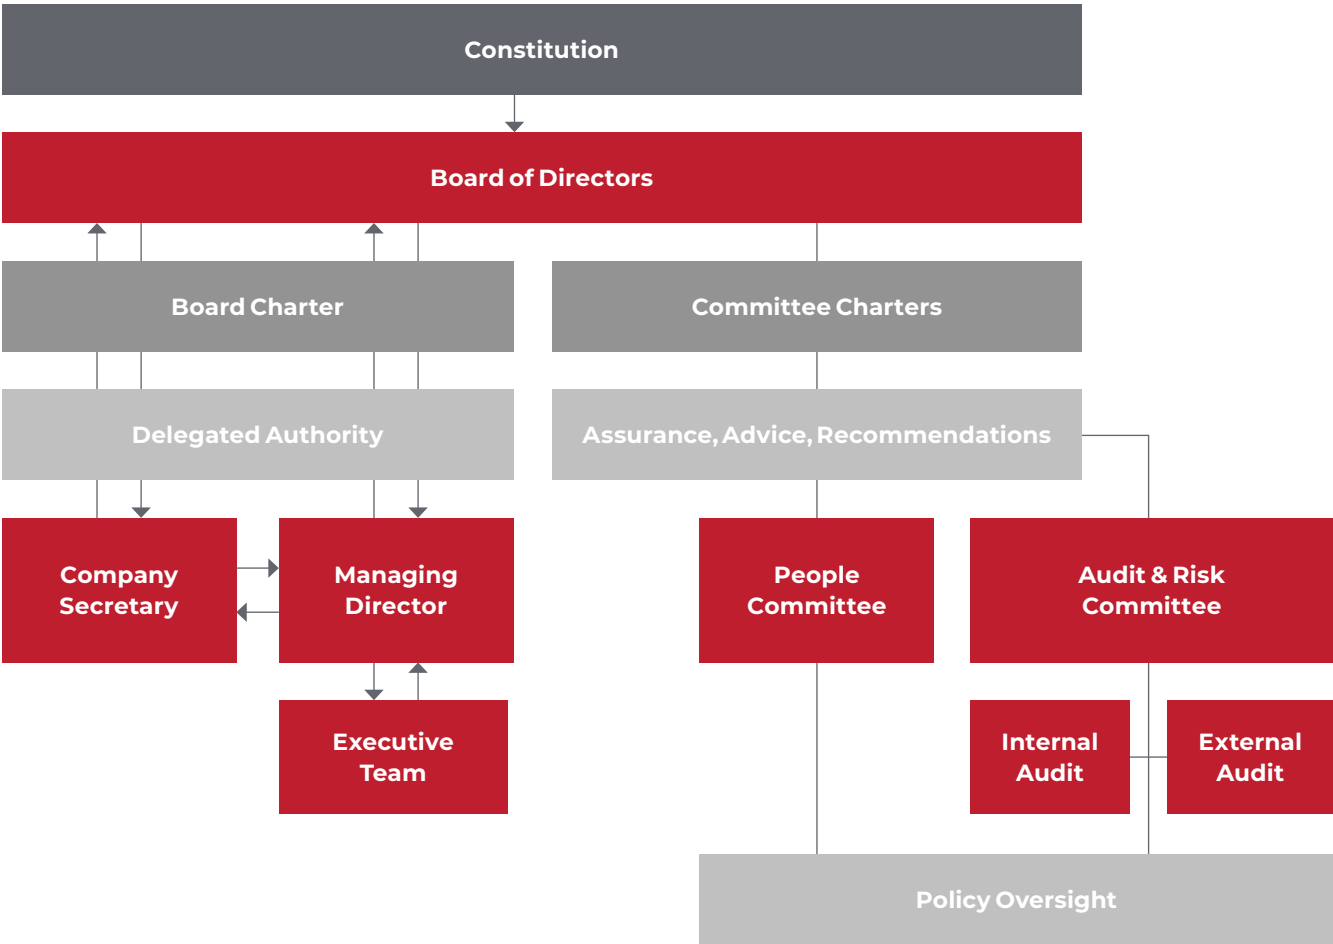 Constitution
Board of Directors
Board Charter
Committee Charters
Delegated Authority
Assurance, Advice, Recommendations
Company
Secretary
Managing
Director
People
Committee
Audit & Risk
Committee
Executive
Team
Internal
Audit
External
Audit
Policy Oversight